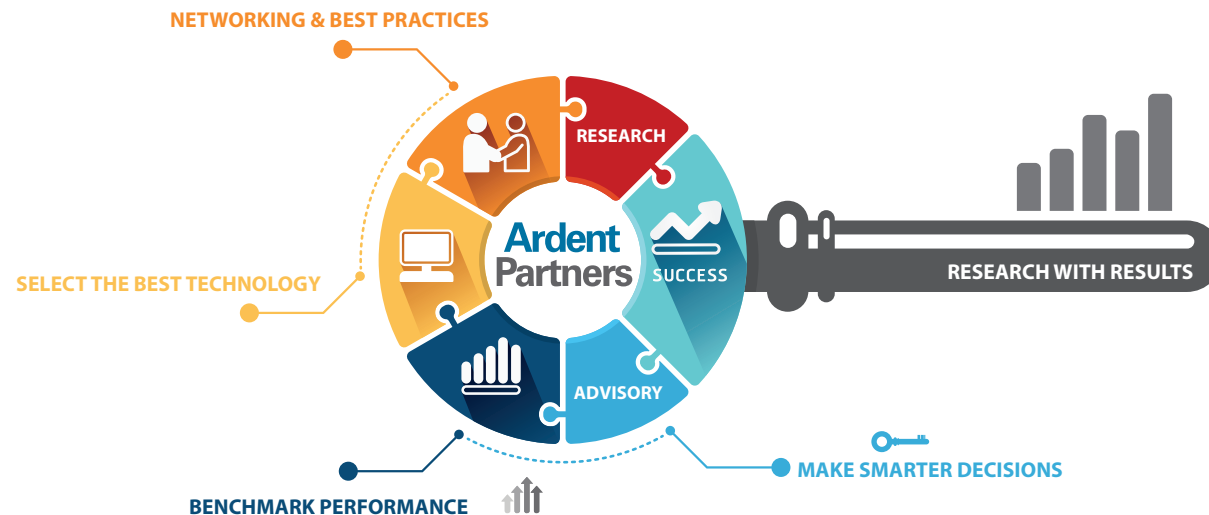 NETWORKING & BEST PRACTICES
RESEARCH
Ardent
Partners
SUCCESS
RESEARCH WITH RESULTS
SELECT THE BEST TECHNOLOGY
ADVISORY
MAKE SMARTER DECISIONS
BENCHMARK PERFORMANCE